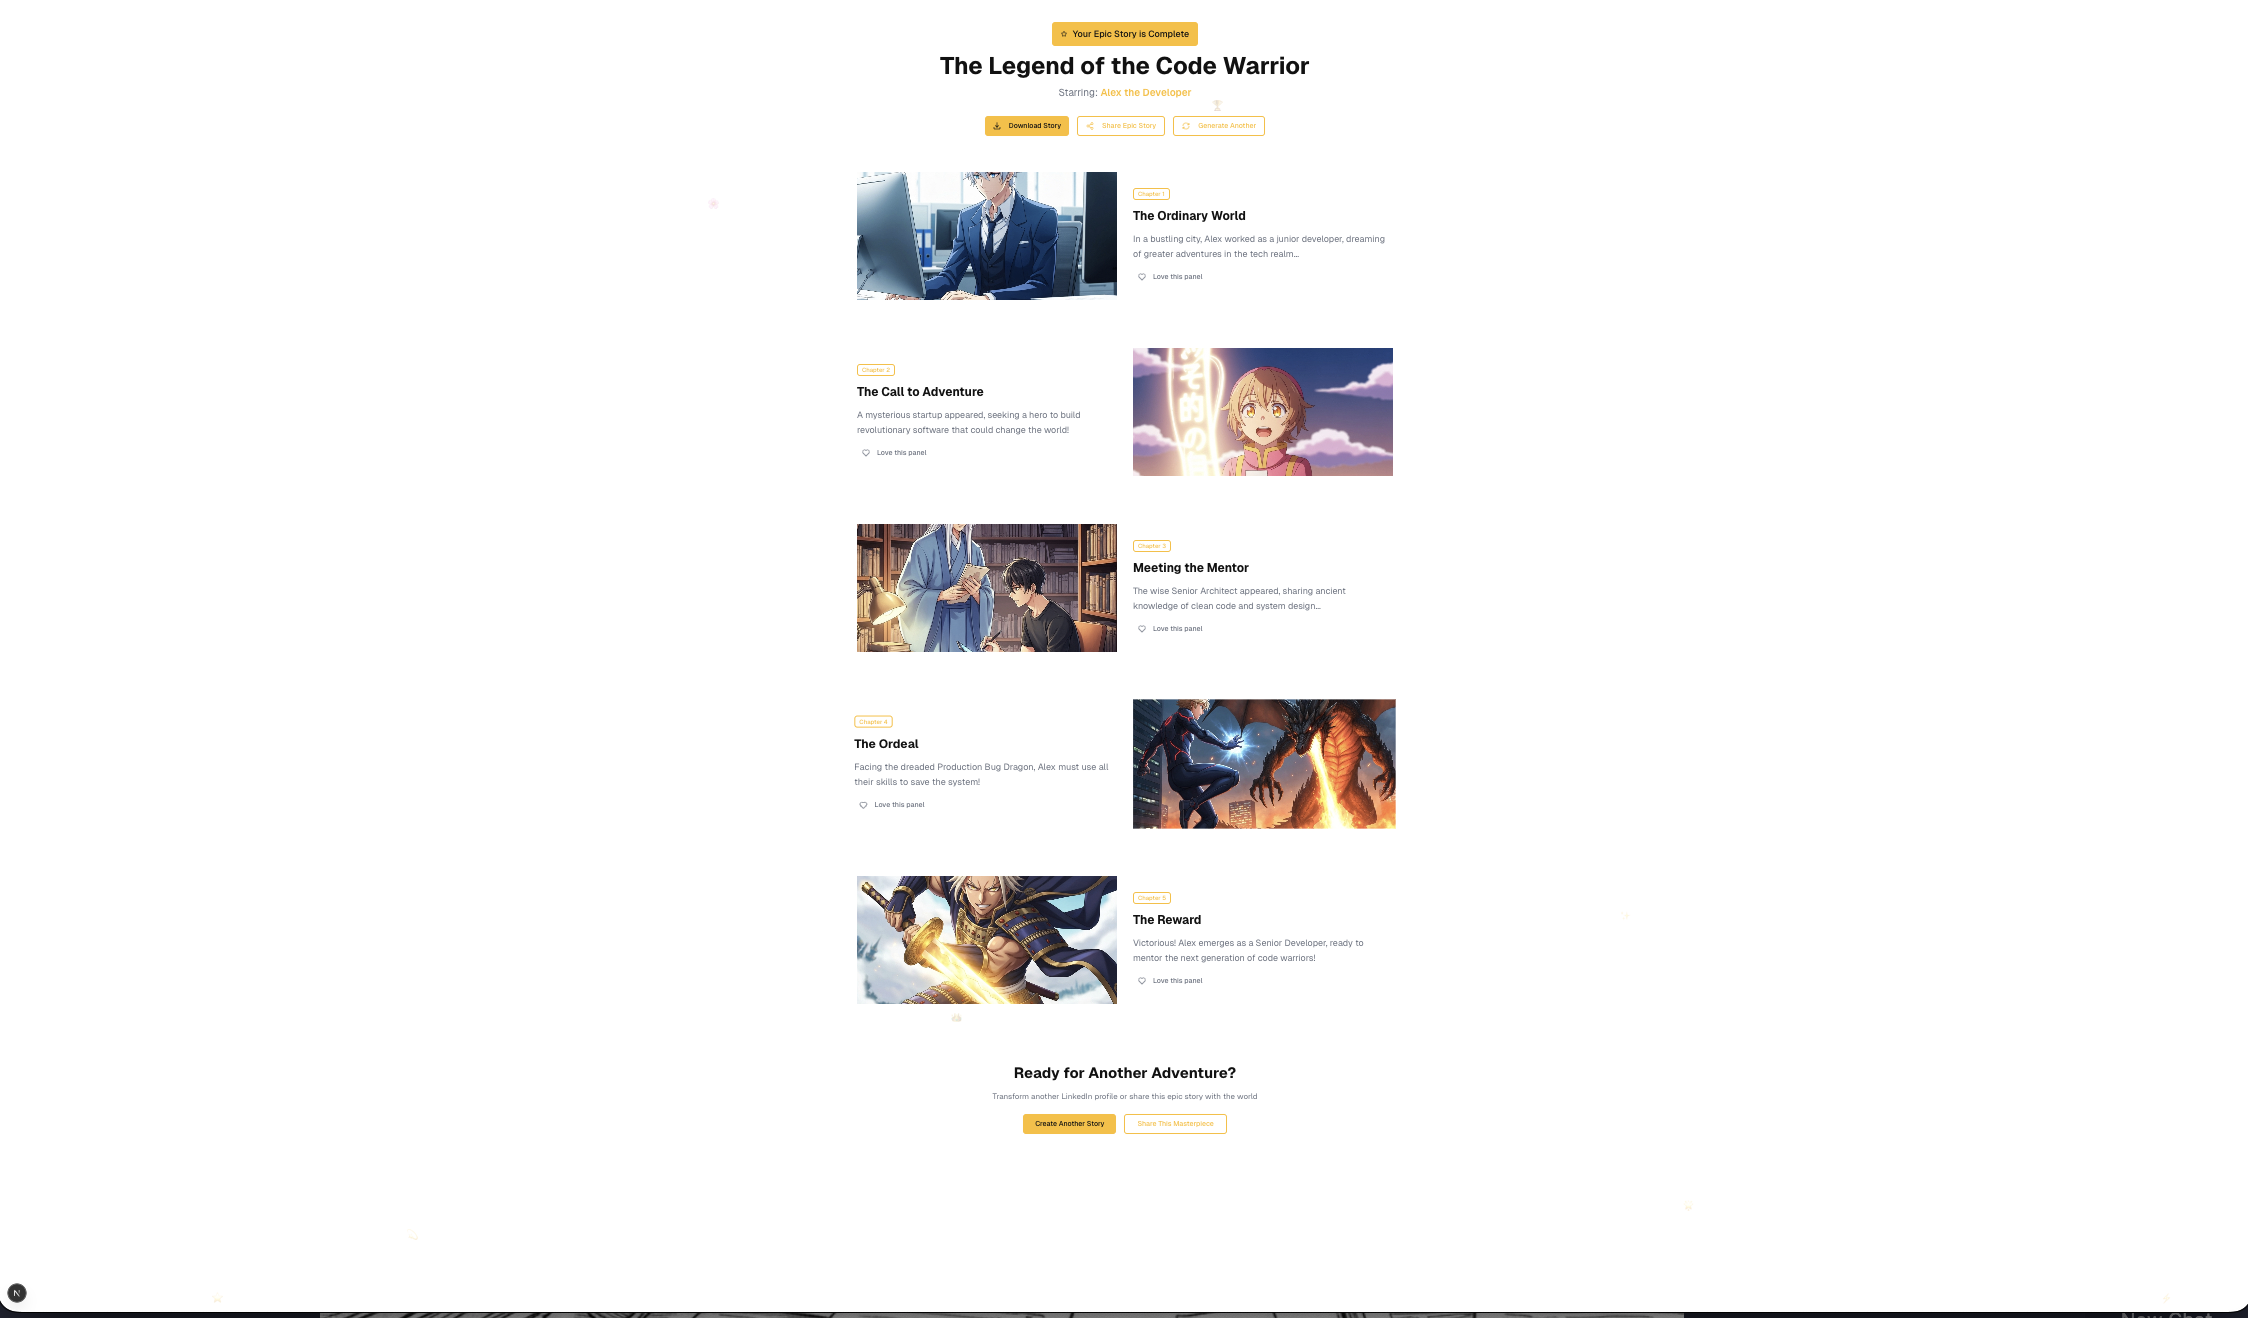 Your Epic Story is Complete
The Legend of the Code Warrior
Starring: Alex the Developer
Download Story
Share Epic Story
Generate Another
Chapter 1
The Ordinary World
In a bustling city, Alex worked as a junior developer, dreaming
of greater adventures in the tech realm...
Love this panel
Chapter 2
The Call to Adventure
A mysterious startup appeared, seeking a hero to build
revolutionary software that could change the world!
Love this panel
的
の
Chapter 3
Meeting the Mentor
The wise Senior Architect appeared, sharing ancient
knowledge of clean code and system design...
Love this panel
Chapter 4
The Ordeal
Facing the dreaded Production Bug Dragon, Alex must use all
their skills to save the system!
Love this panel
Chapter 5
The Reward
Victorious! Alex emerges as a Senior Developer, ready to
mentor the next generation of code warriors!
Love this panel
Ready for Another Adventure?
Transform another LinkedIn profile or share this epic story with the world
Create Another Story
Share This Masterpiece
N